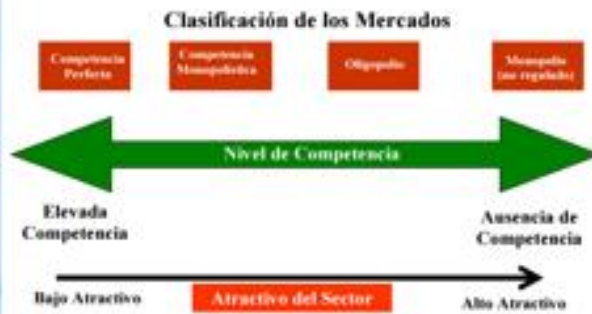 Clasificación de los Mercados
Competencia
Perfecta
Competencia
Monopolística
Oligopolio
Monopolio
(no regulado)
Nivel de Competencia
Elevada
Competencia
Ausencia de
Competencia
Bajo Atractivo
Atractivo del Sector
Alto Atractivo